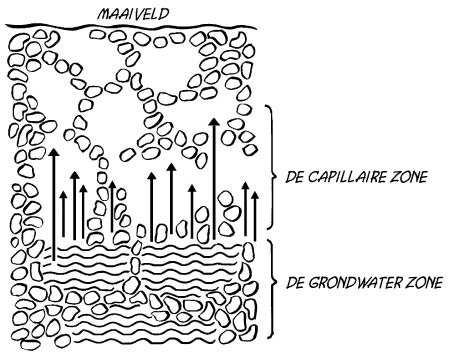 MAAIVELD
DE CAPILLAIRE ZONE
DE GRONDWATER ZONE